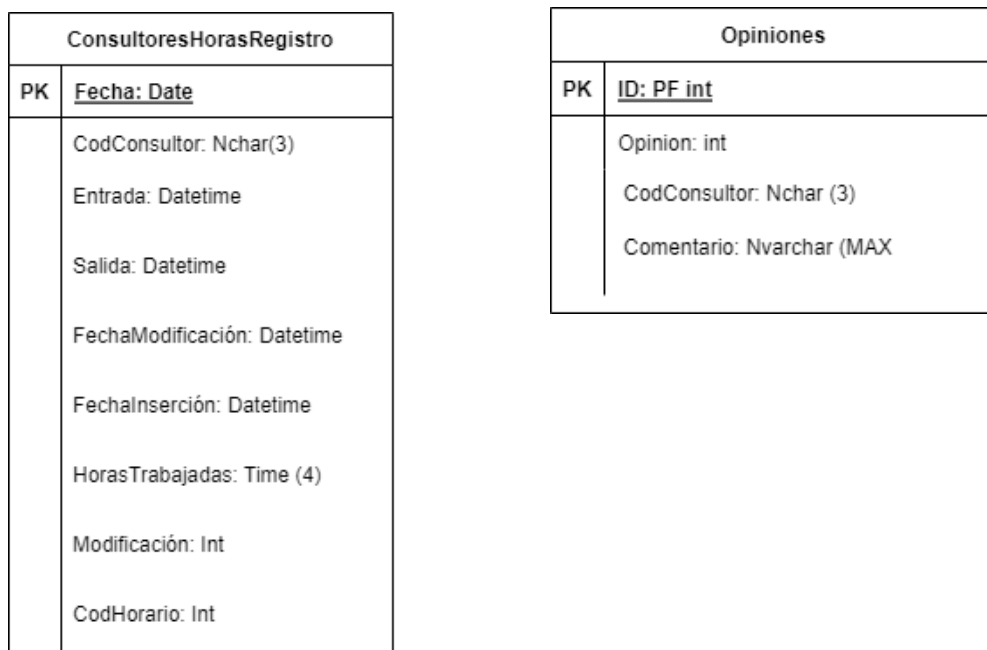 ConsultoresHorasRegistro
PK Fecha: Date
CodConsultor: Nchar(3)
Entrada: Datetime
Salida: Datetime
FechaModificación: Datetime
FechaInserción: Datetime
HorasTrabajadas: Time (4)
Modificación: Int
CodHorario: Int
Opiniones
PK ID: PF int
Opinion: int
CodConsultor: Nchar (3)
Comentario: Nvarchar (MAX